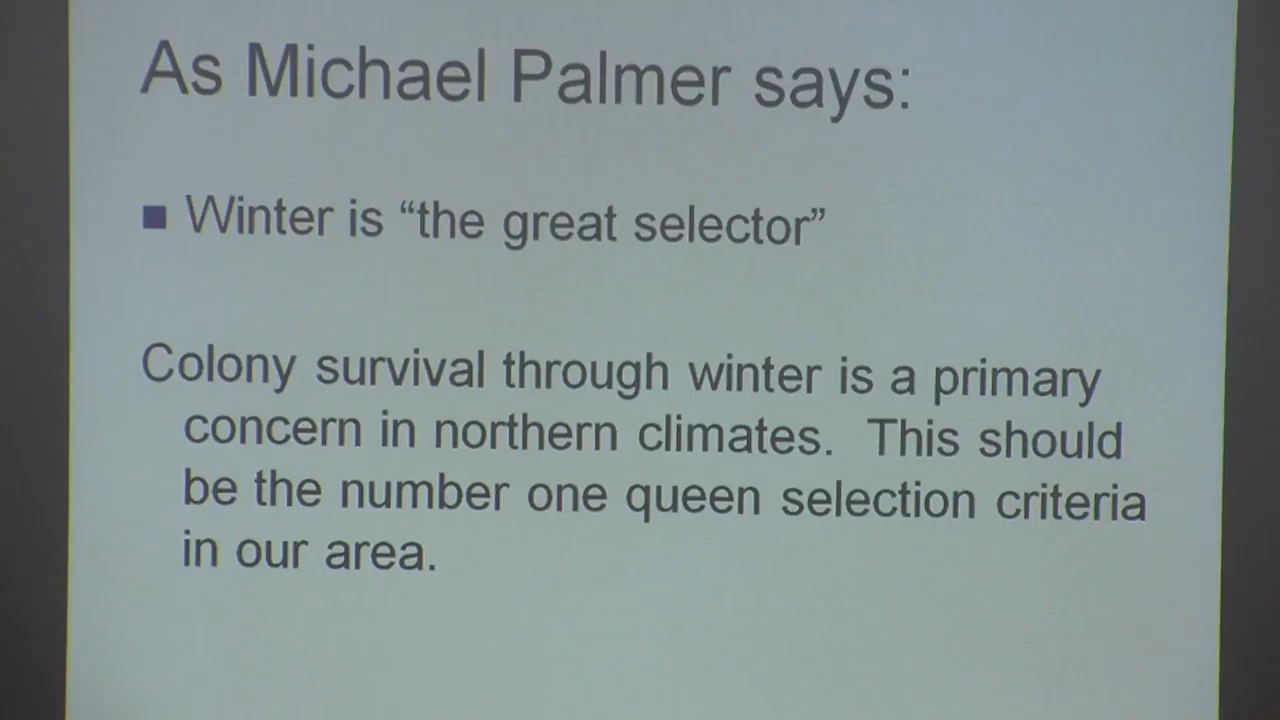 As Michael Palmer says:
■ Winter is “the great selector”
Colony survival through winter is a primary
concern in northern climates.  This should
be the number one queen selection criteria
in our area.